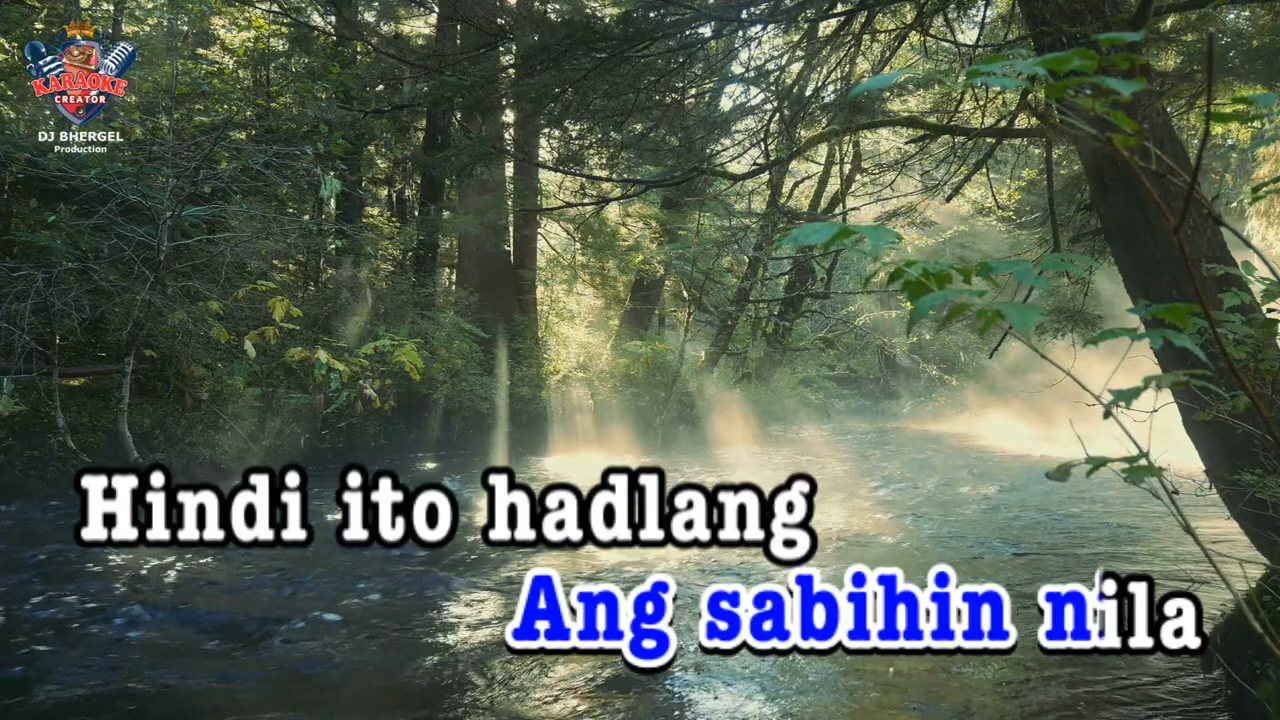 KARAOKE
CREATOR
DJ BHERGEL
Production
Hindi ito hadlang
Ang sabihin nila